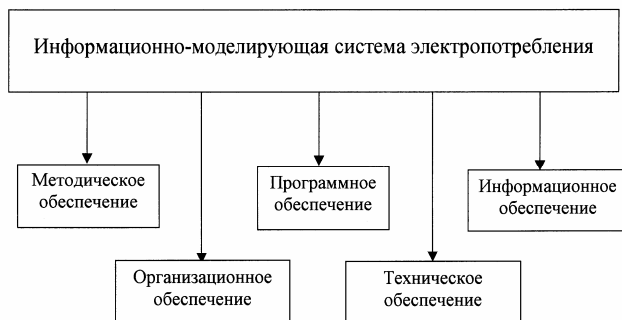 Информационно-моделирующая система электропотребления
Методическое
обеспечение
Программное
обеспечение
Информационное
обеспечение
Организационное
обеспечение
Техническое
обеспечение